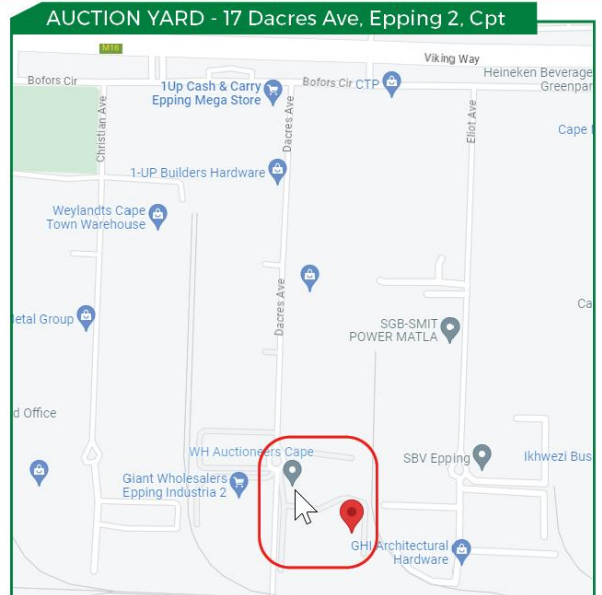 AUCTION YARD - 17 Dacres Ave, Epping 2, Cpt
M16
Viking Way
Bofors Cir
1Up Cash & Carry
Epping Mega Store
Bofors Cir
CTP
Heineken Beverage
Greenpar
Christian Ave
Dacres Ave
Eliot Ave
Cape
1-UP Builders Hardware
Weylandts Cape
Town Warehouse
Dacres Ave
Ca
etal Group
SGB-SMIT
POWER MATLA
d Office
WH Auctioneers Cape
SBV Epping
Ikhwezi Bus
Giant Wholesalers
Epping Industria 2
GHI Architectural
Hardware